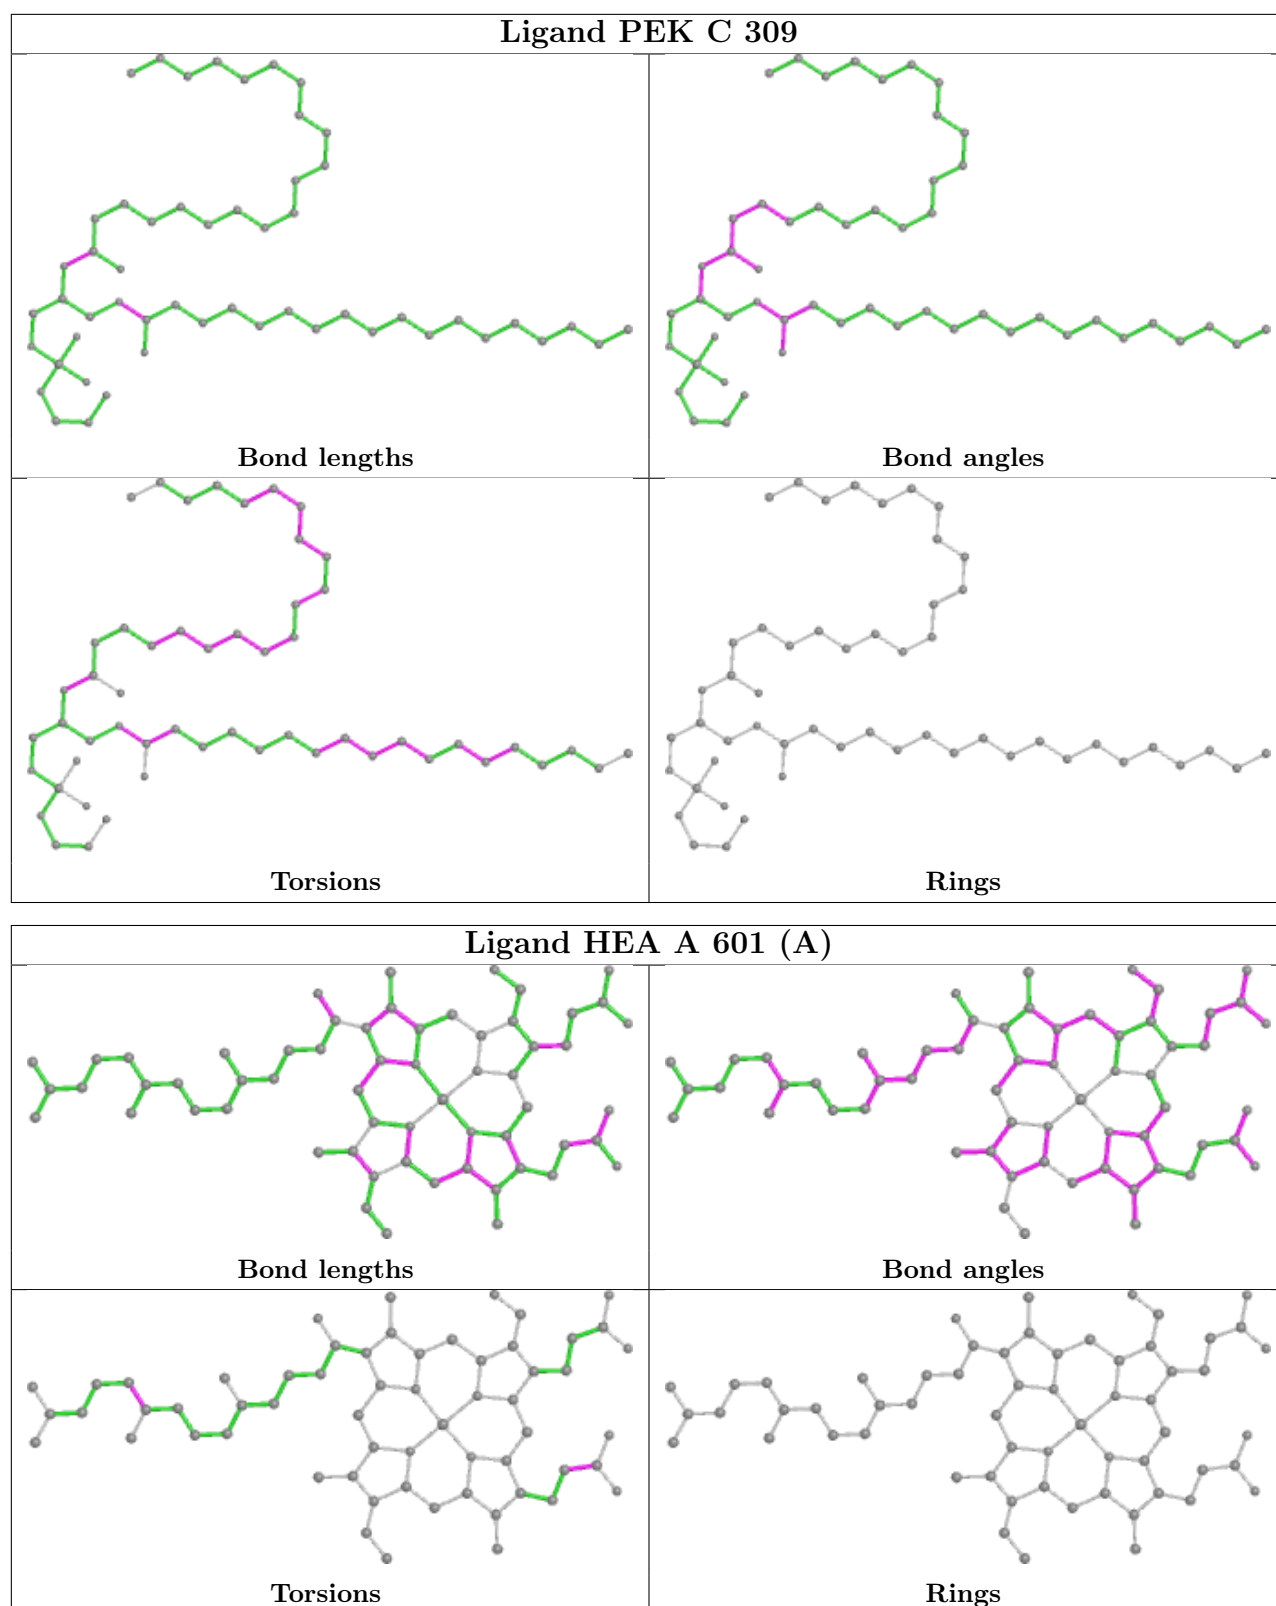 Ligand PEK C 309
Bond lengths
Bond angles
Torsions
Rings
Ligand HEA A 601 (A)
Bond lengths
Bond angles
Torsions
Rings